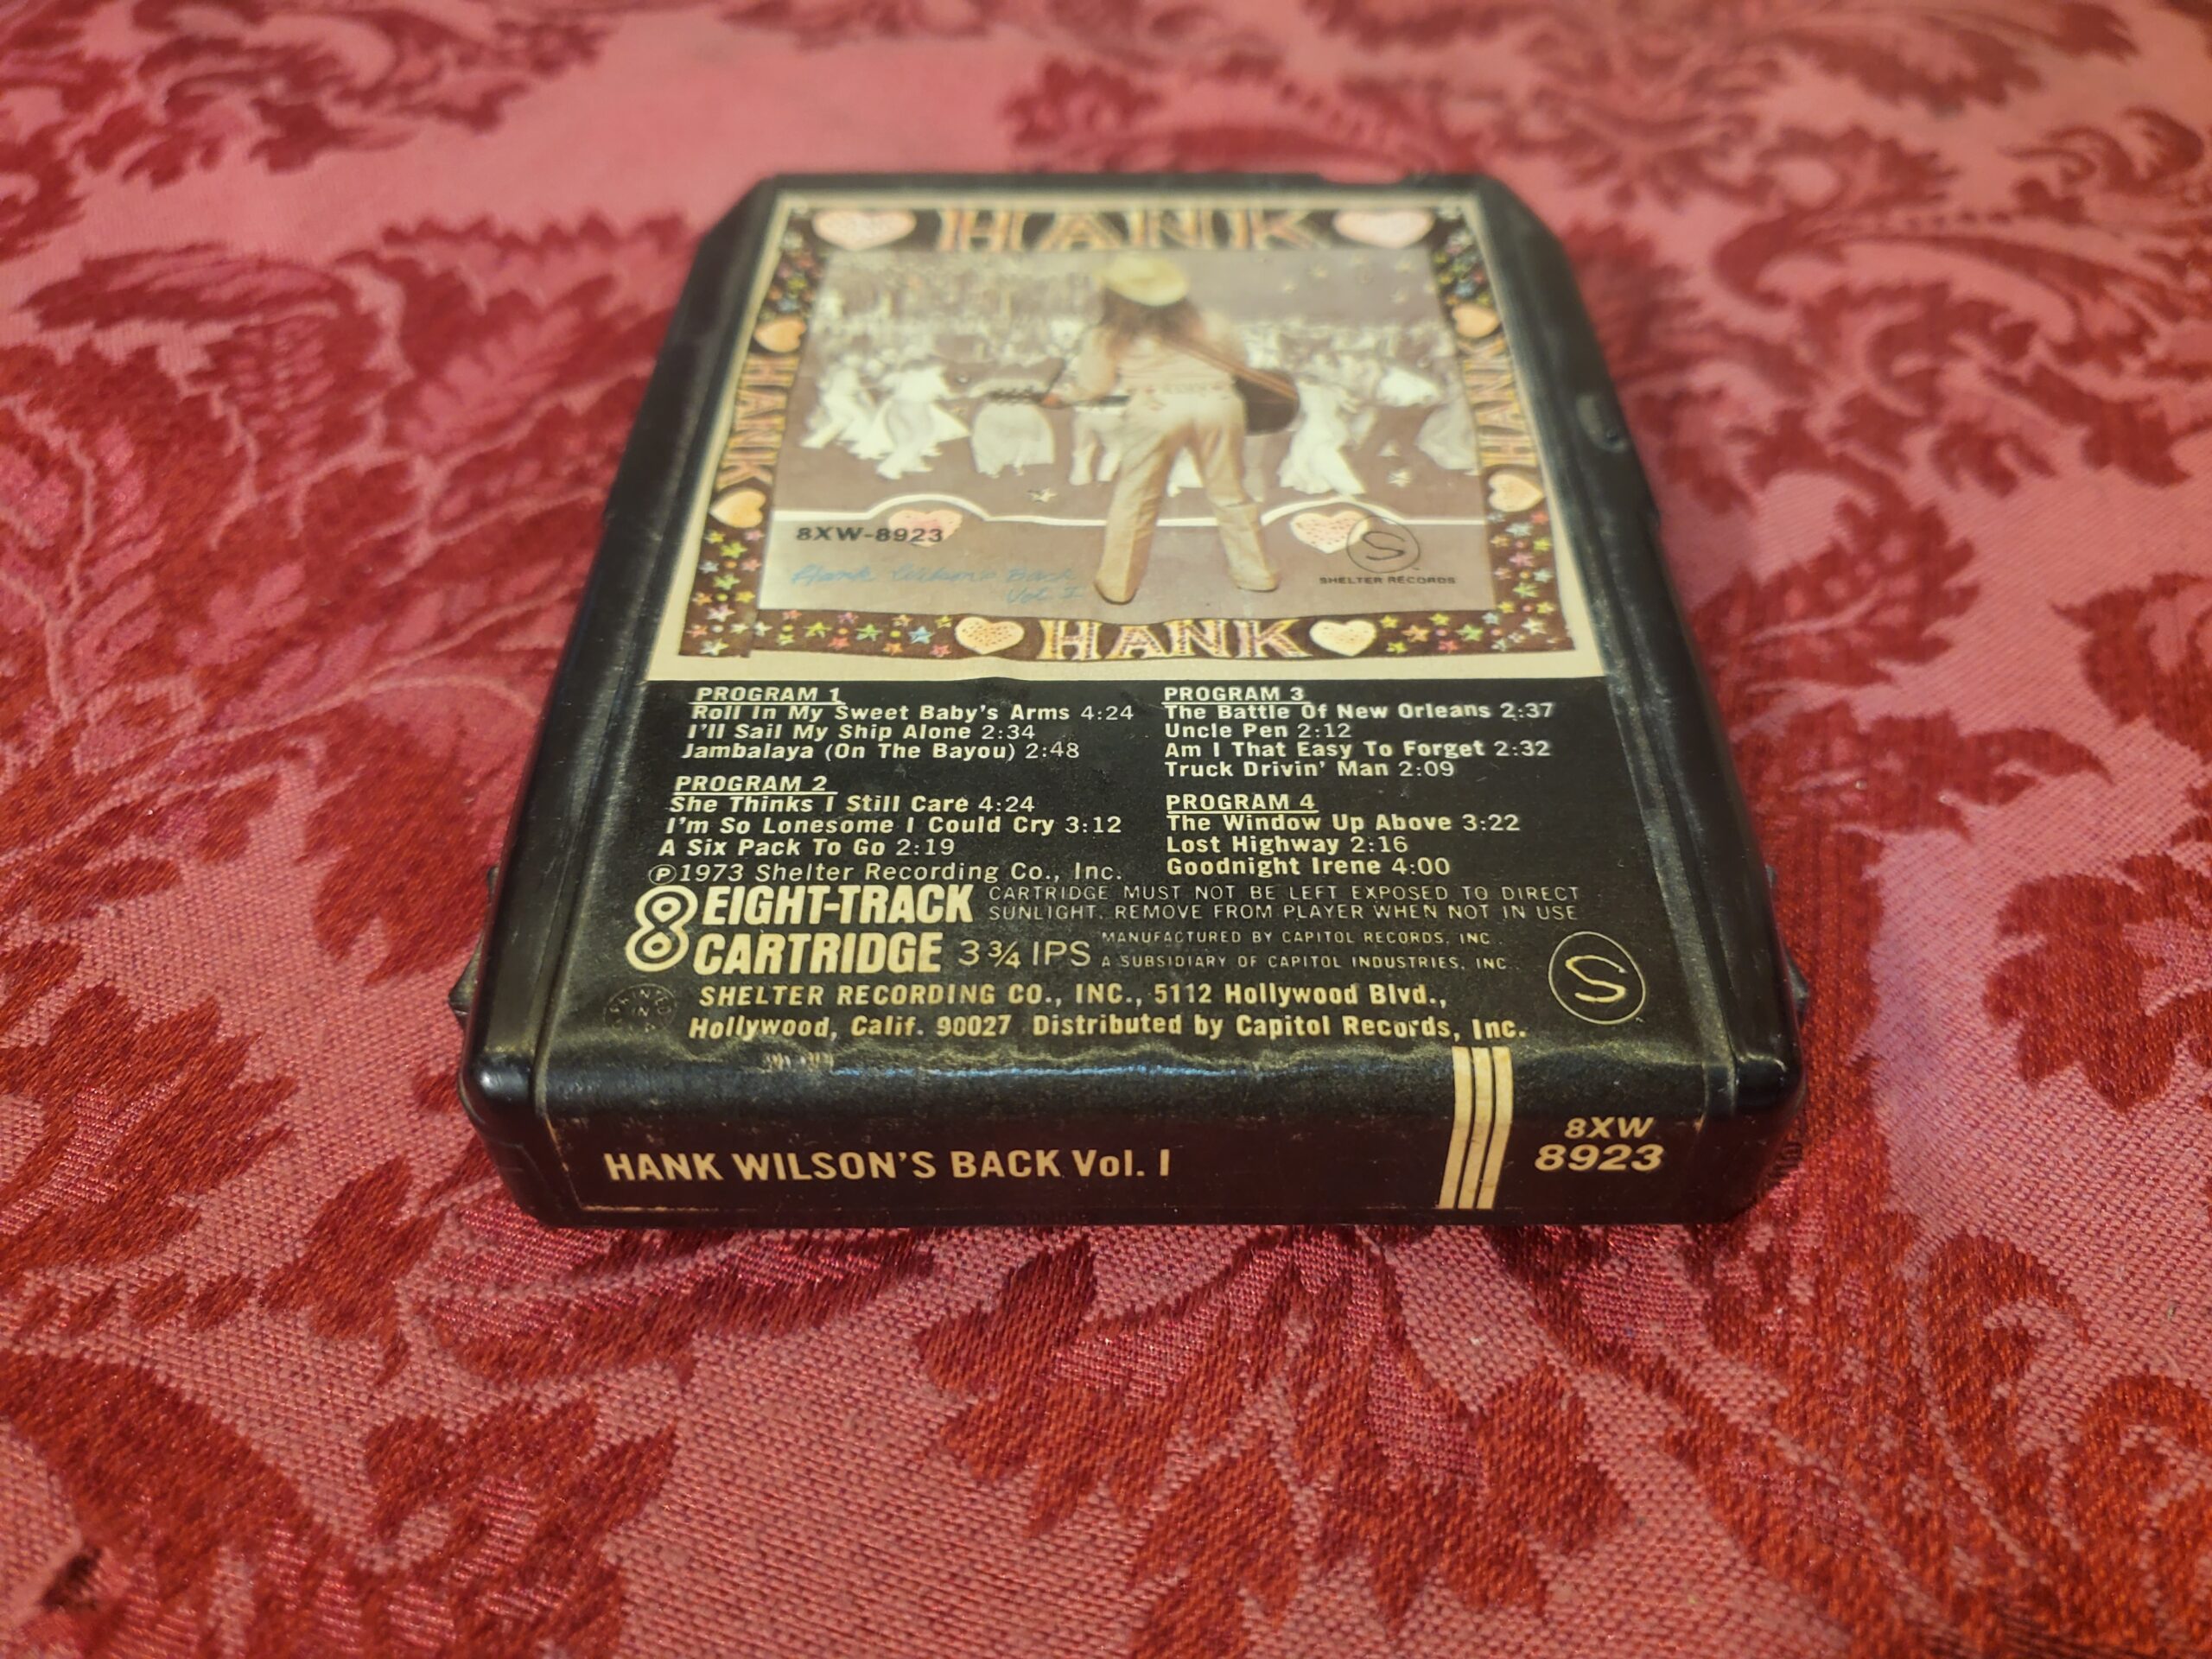 HANK
HANK
HANK
8XW-8923
S
SHELTER RECORDS
Hank Wilson's Back
Vol. I
HANK
PROGRAM 1
Roll In My Sweet Baby's Arms 4:24
I'll Sail My Ship Alone 2:34
Jambalaya (On The Bayou) 2:48
PROGRAM 2
She Thinks I Still Care 4:24
I'm So Lonesome I Could Cry 3:12
A Six Pack To Go 2:19
℗1973 Shelter Recording Co., Inc.
PROGRAM 3
The Battle Of New Orleans 2:37
Uncle Pen 2:12
Am I That Easy To Forget 2:32
Truck Drivin' Man 2:09
PROGRAM 4
The Window Up Above 3:22
Lost Highway 2:16
Goodnight Irene 4:00
8 EIGHT-TRACK
CARTRIDGE 3 ¾ IPS
CARTRIDGE MUST NOT BE LEFT EXPOSED TO DIRECT
SUNLIGHT. REMOVE FROM PLAYER WHEN NOT IN USE
MANUFACTURED BY CAPITOL RECORDS, INC.
A SUBSIDIARY OF CAPITOL INDUSTRIES, INC.
S
SHELTER RECORDING CO., INC., 5112 Hollywood Blvd.,
Hollywood, Calif. 90027 Distributed by Capitol Records, Inc.
HANK WILSON'S BACK Vol. I
8XW
8923